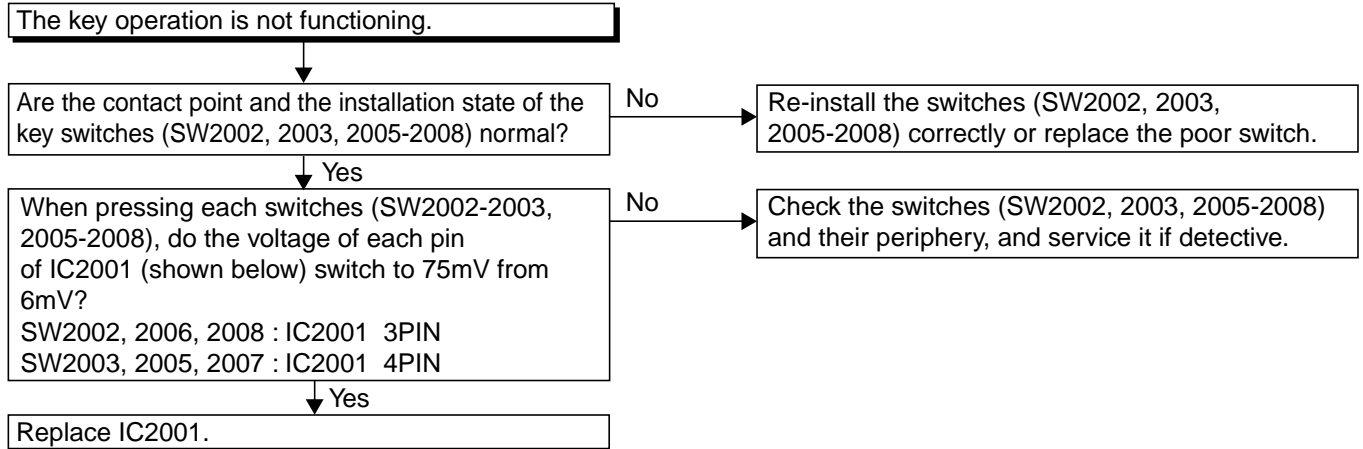 The key operation is not functioning.
Are the contact point and the installation state of the
key switches (SW2002, 2003, 2005-2008) normal?
No
Re-install the switches (SW2002, 2003,
2005-2008) correctly or replace the poor switch.
Yes
When pressing each switches (SW2002-2003,
2005-2008), do the voltage of each pin
of IC2001 (shown below) switch to 75mV from
6mV?
SW2002, 2006, 2008 : IC2001 3PIN
SW2003, 2005, 2007 : IC2001 4PIN
No
Check the switches (SW2002, 2003, 2005-2008)
and their periphery, and service it if detective.
Yes
Replace IC2001.